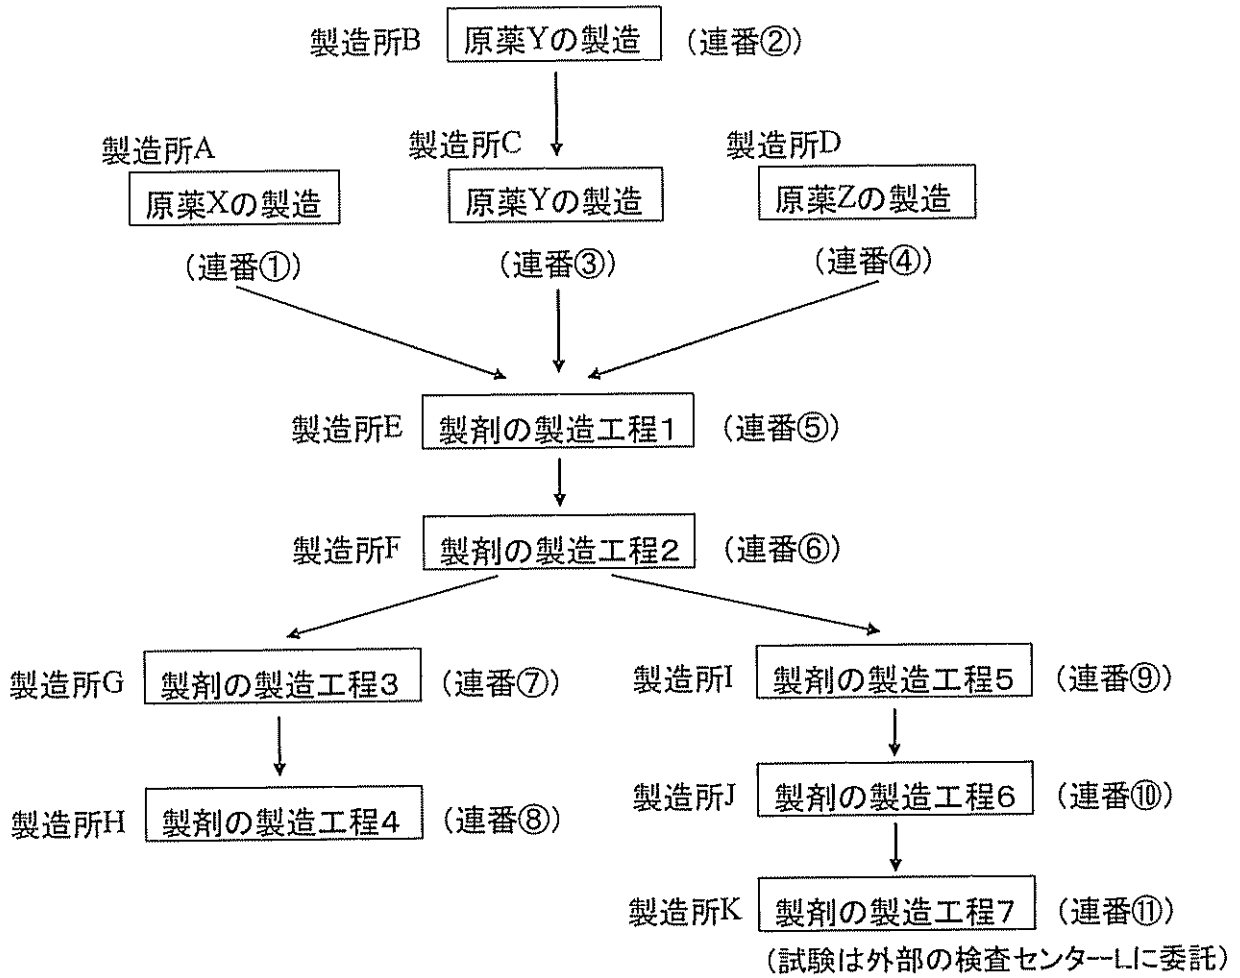 製造所B 原薬Yの製造 (連番②)
製造所A 製造所C 製造所D
原薬Xの製造 原薬Yの製造 原薬Zの製造
(連番①) (連番③) (連番④)
製造所E 製剤の製造工程1 (連番⑤)
製造所F 製剤の製造工程2 (連番⑥)
製造所G 製剤の製造工程3 (連番⑦) 製造所I 製剤の製造工程5 (連番⑨)
製造所H 製剤の製造工程4 (連番⑧) 製造所J 製剤の製造工程6 (連番⑩)
製造所K 製剤の製造工程7 (連番⑪)
(試験は外部の検査センターLに委託)